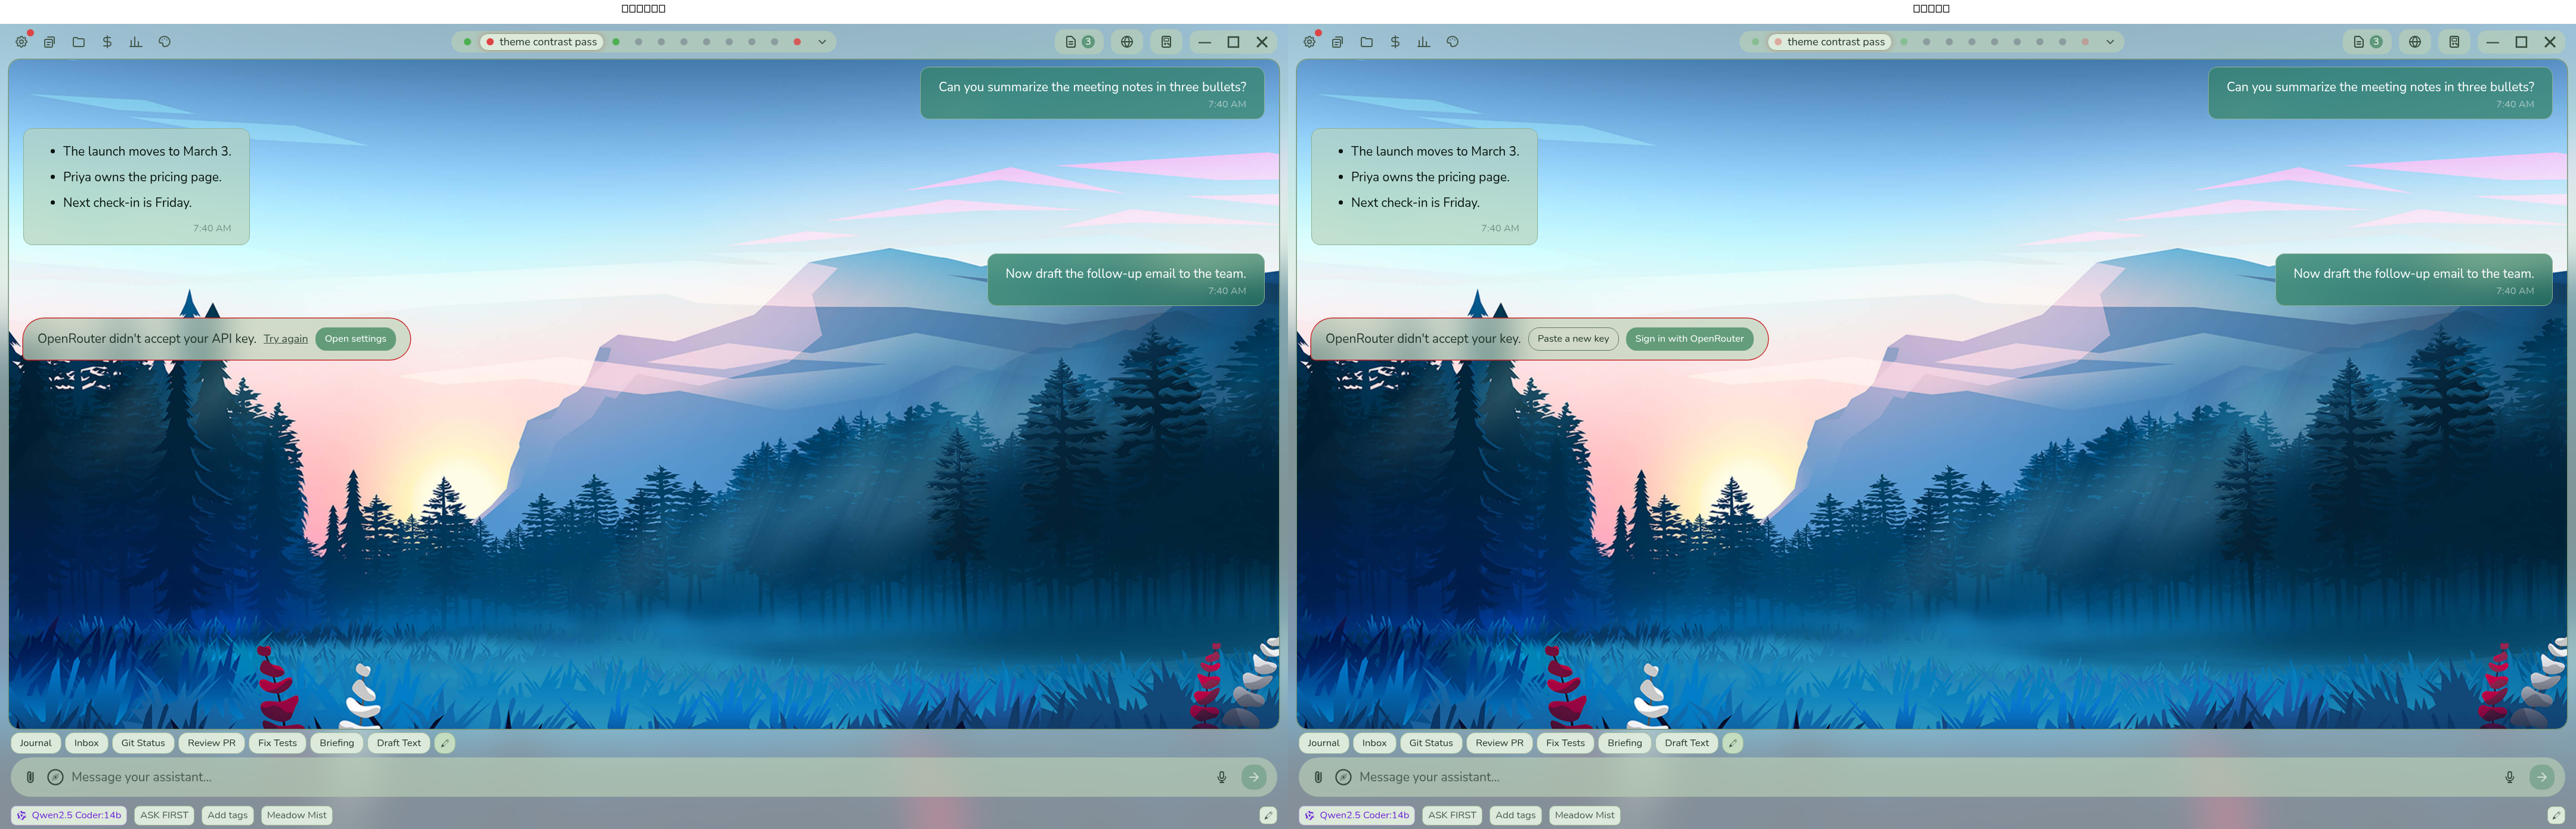 theme contrast pass
3
Can you summarize the meeting notes in three bullets?
7:40 AM
• The launch moves to March 3.
• Priya owns the pricing page.
• Next check-in is Friday.
7:40 AM
Now draft the follow-up email to the team.
7:40 AM
OpenRouter didn't accept your API key. Try again Open settings
Journal Inbox Git Status Review PR Fix Tests Briefing Draft Text
Message your assistant...
Qwen2.5 Coder:14b ASK FIRST Add tags Meadow Mist
theme contrast pass
3
Can you summarize the meeting notes in three bullets?
7:40 AM
• The launch moves to March 3.
• Priya owns the pricing page.
• Next check-in is Friday.
7:40 AM
Now draft the follow-up email to the team.
7:40 AM
OpenRouter didn't accept your key. Paste a new key Sign in with OpenRouter
Journal Inbox Git Status Review PR Fix Tests Briefing Draft Text
Message your assistant...
Qwen2.5 Coder:14b ASK FIRST Add tags Meadow Mist